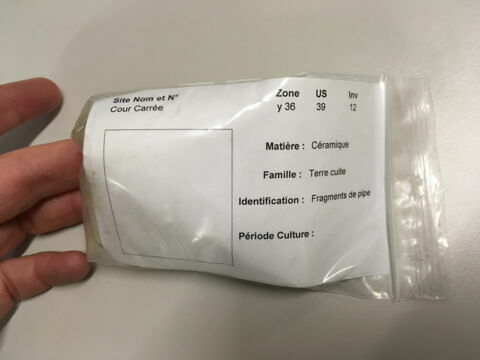 Site Nom et N° Zone US Inv
Cour Carrée y 36 39 12
Matière : Céramique
Famille : Terre cuite
Identification : Fragments de pipe
Période Culture :